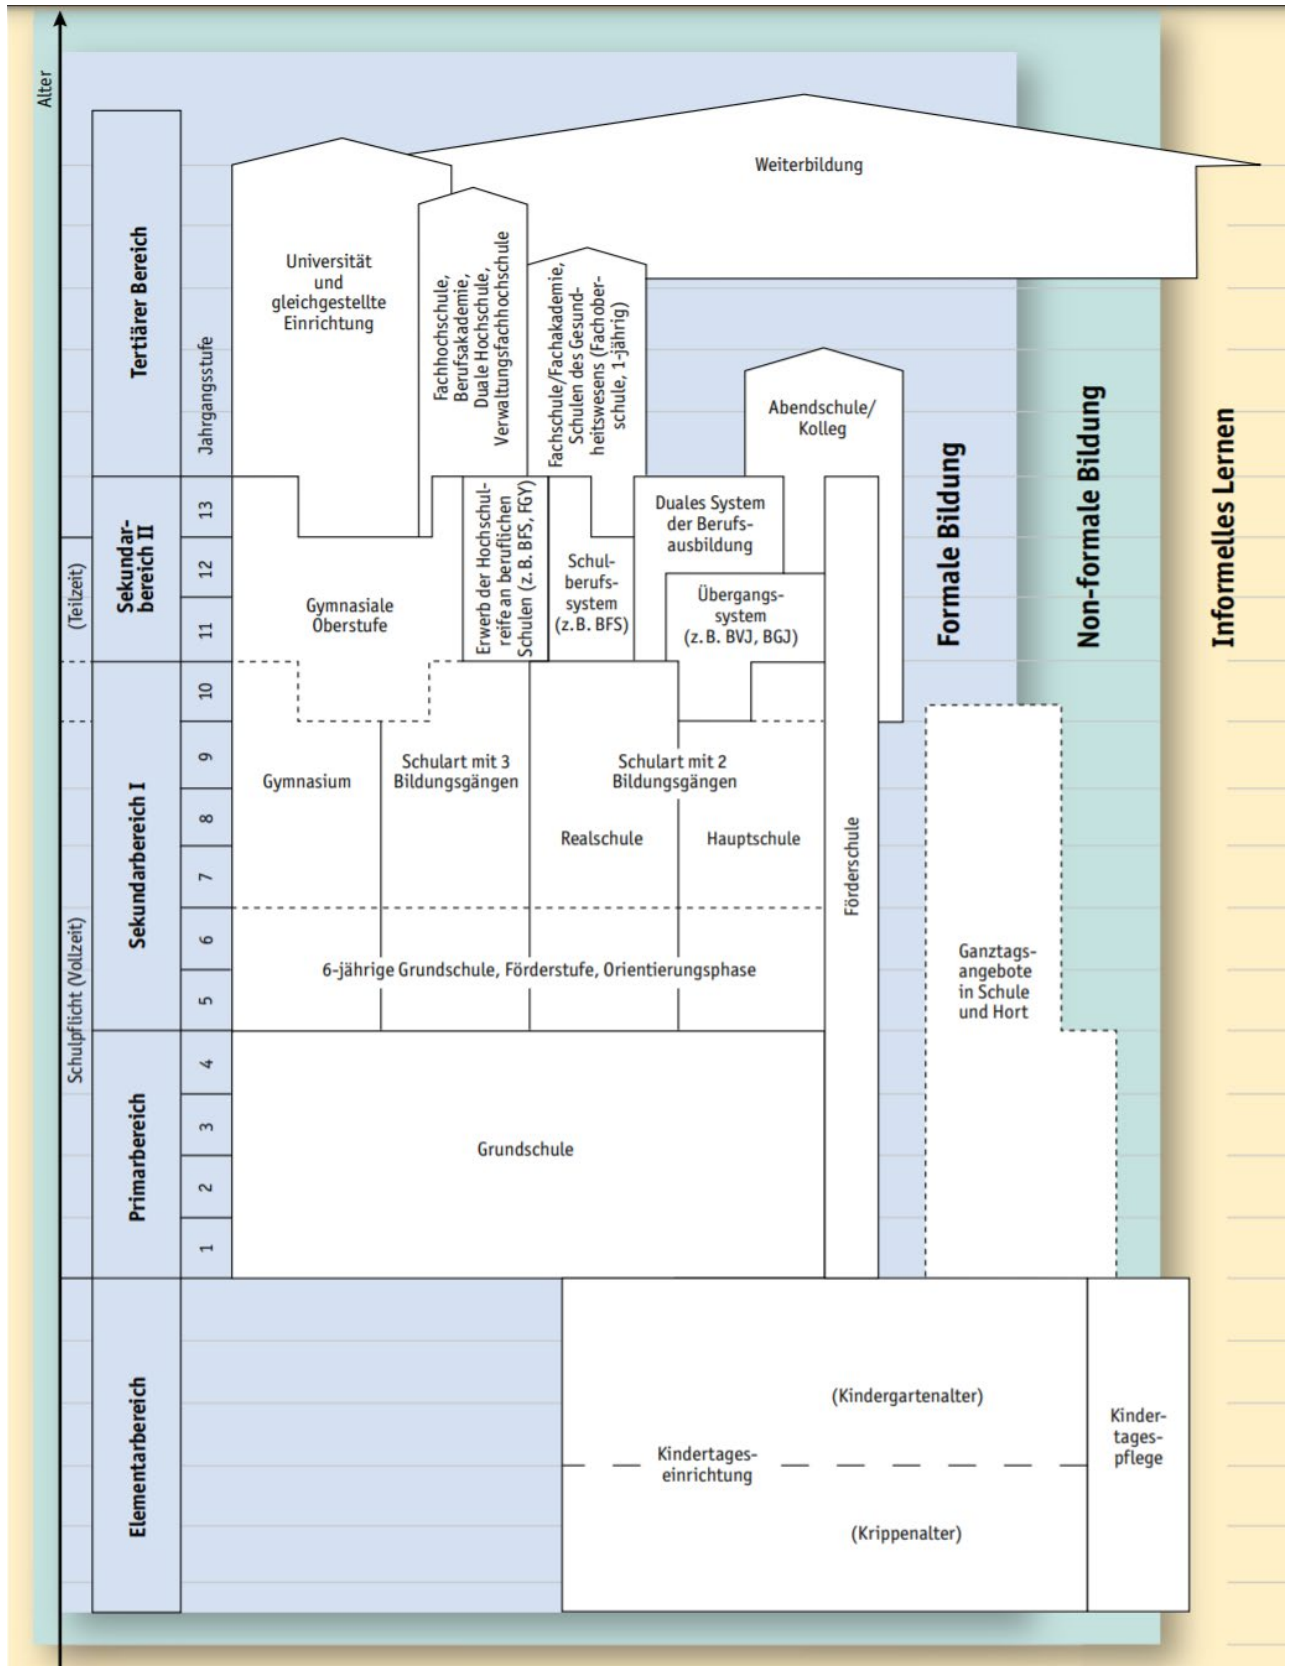 Alter
Weiterbildung
Tertiärer Bereich
Jahrgangsstufe
Universität
und
gleichgestellte
Einrichtung
Fachhochschule,
Berufsakademie,
Duale Hochschule,
Verwaltungsfachhochschule
Fachschule/Fachakademie,
Schulen des Gesund-
heitswesens (Fachober-
schule, 1-jährig)
Abendschule/
Kolleg
Formale Bildung
Non-formale Bildung
Informelles Lernen
(Teilzeit)
Sekundar-
bereich II
13
12
11
Gymnasiale
Oberstufe
Erwerb der Hochschul-
reife an beruflichen
Schulen (z. B. BFS, FGY)
Schul-
berufs-
system
(z. B. BFS)
Duales System
der Berufs-
ausbildung
Übergangs-
system
(z. B. BVJ, BGJ)
Schulpflicht (Vollzeit)
Sekundarbereich I
10
9
8
7
6
5
Gymnasium
Schulart mit 3
Bildungsgängen
Schulart mit 2
Bildungsgängen
Realschule
Hauptschule
Förderschule
6-jährige Grundschule, Förderstufe, Orientierungsphase
Ganztags-
angebote
in Schule
und Hort
Primarbereich
4
3
2
1
Grundschule
Elementarbereich
(Kindergartenalter)
Kindertages-
einrichtung
(Krippenalter)
Kinder-
tages-
pflege